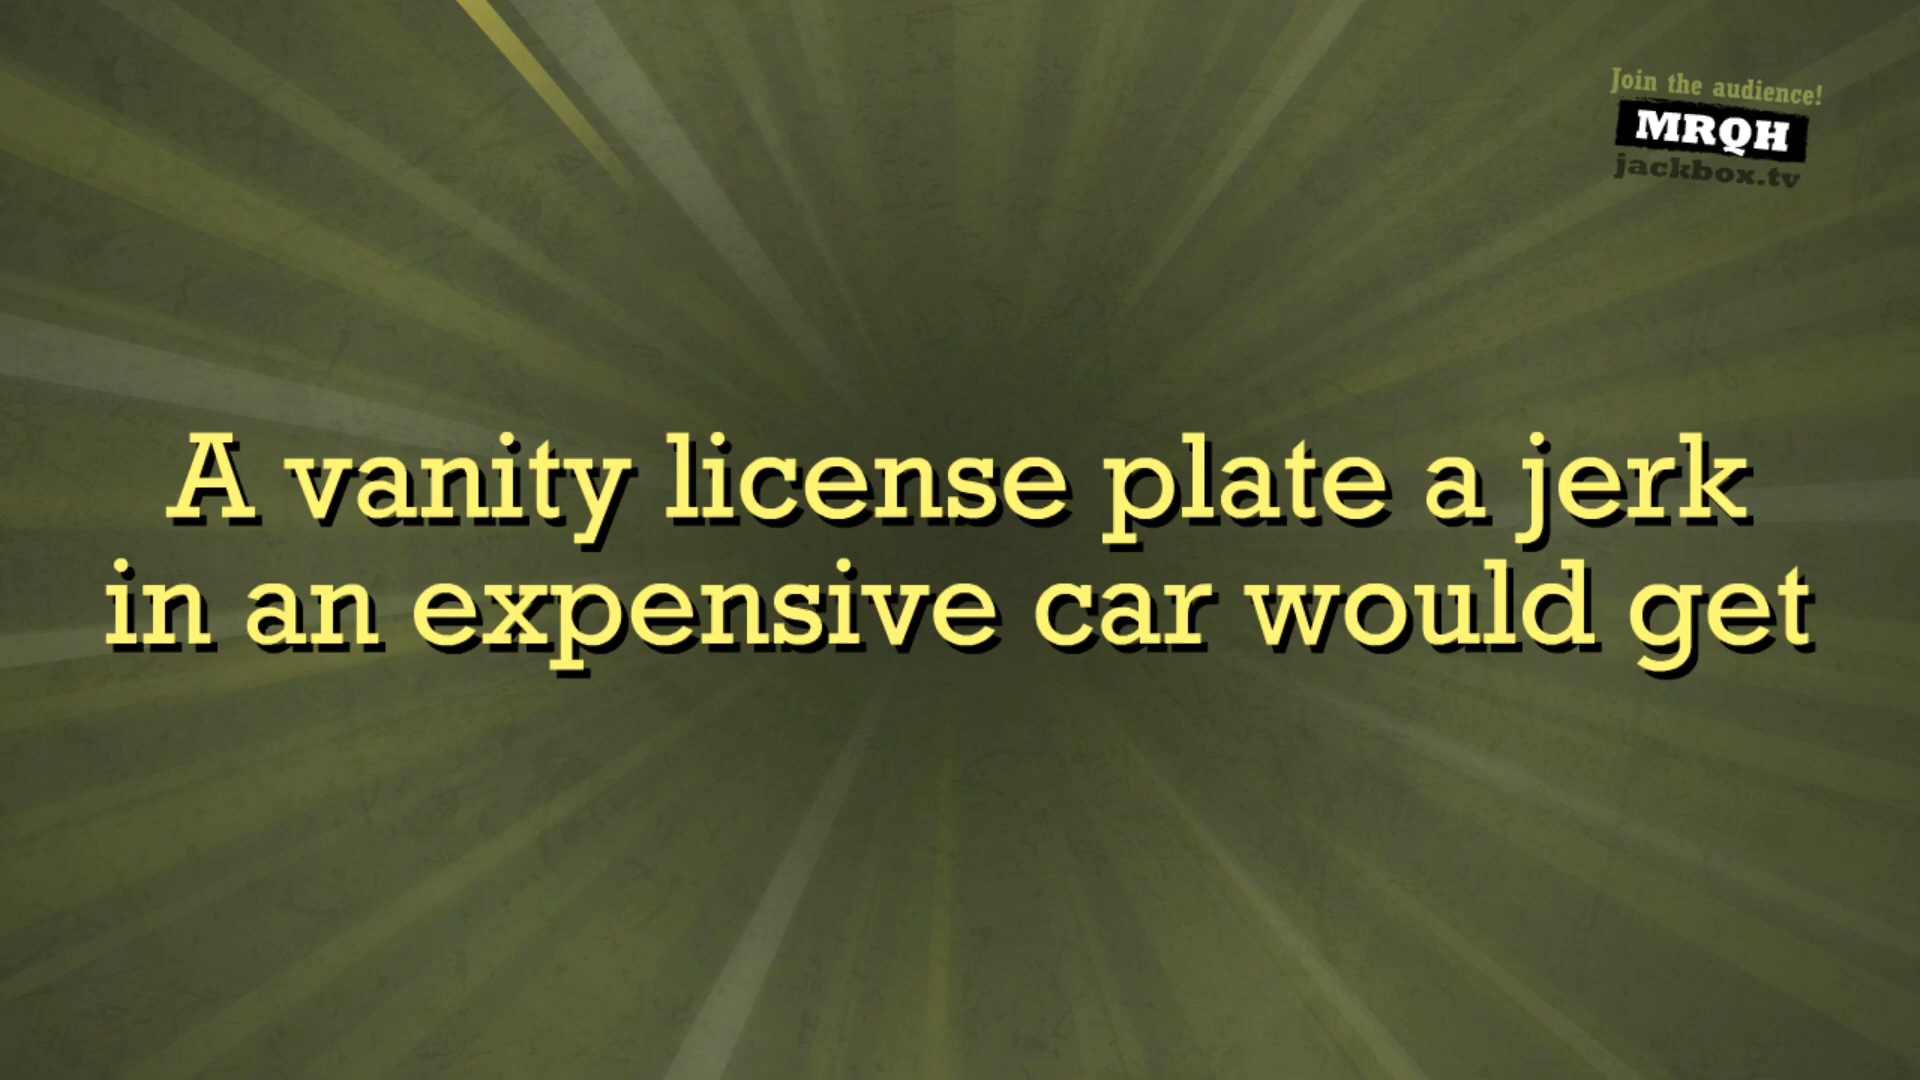 Join the audience!
MRQH
jackbox.tv
A vanity license plate a jerk
in an expensive car would get